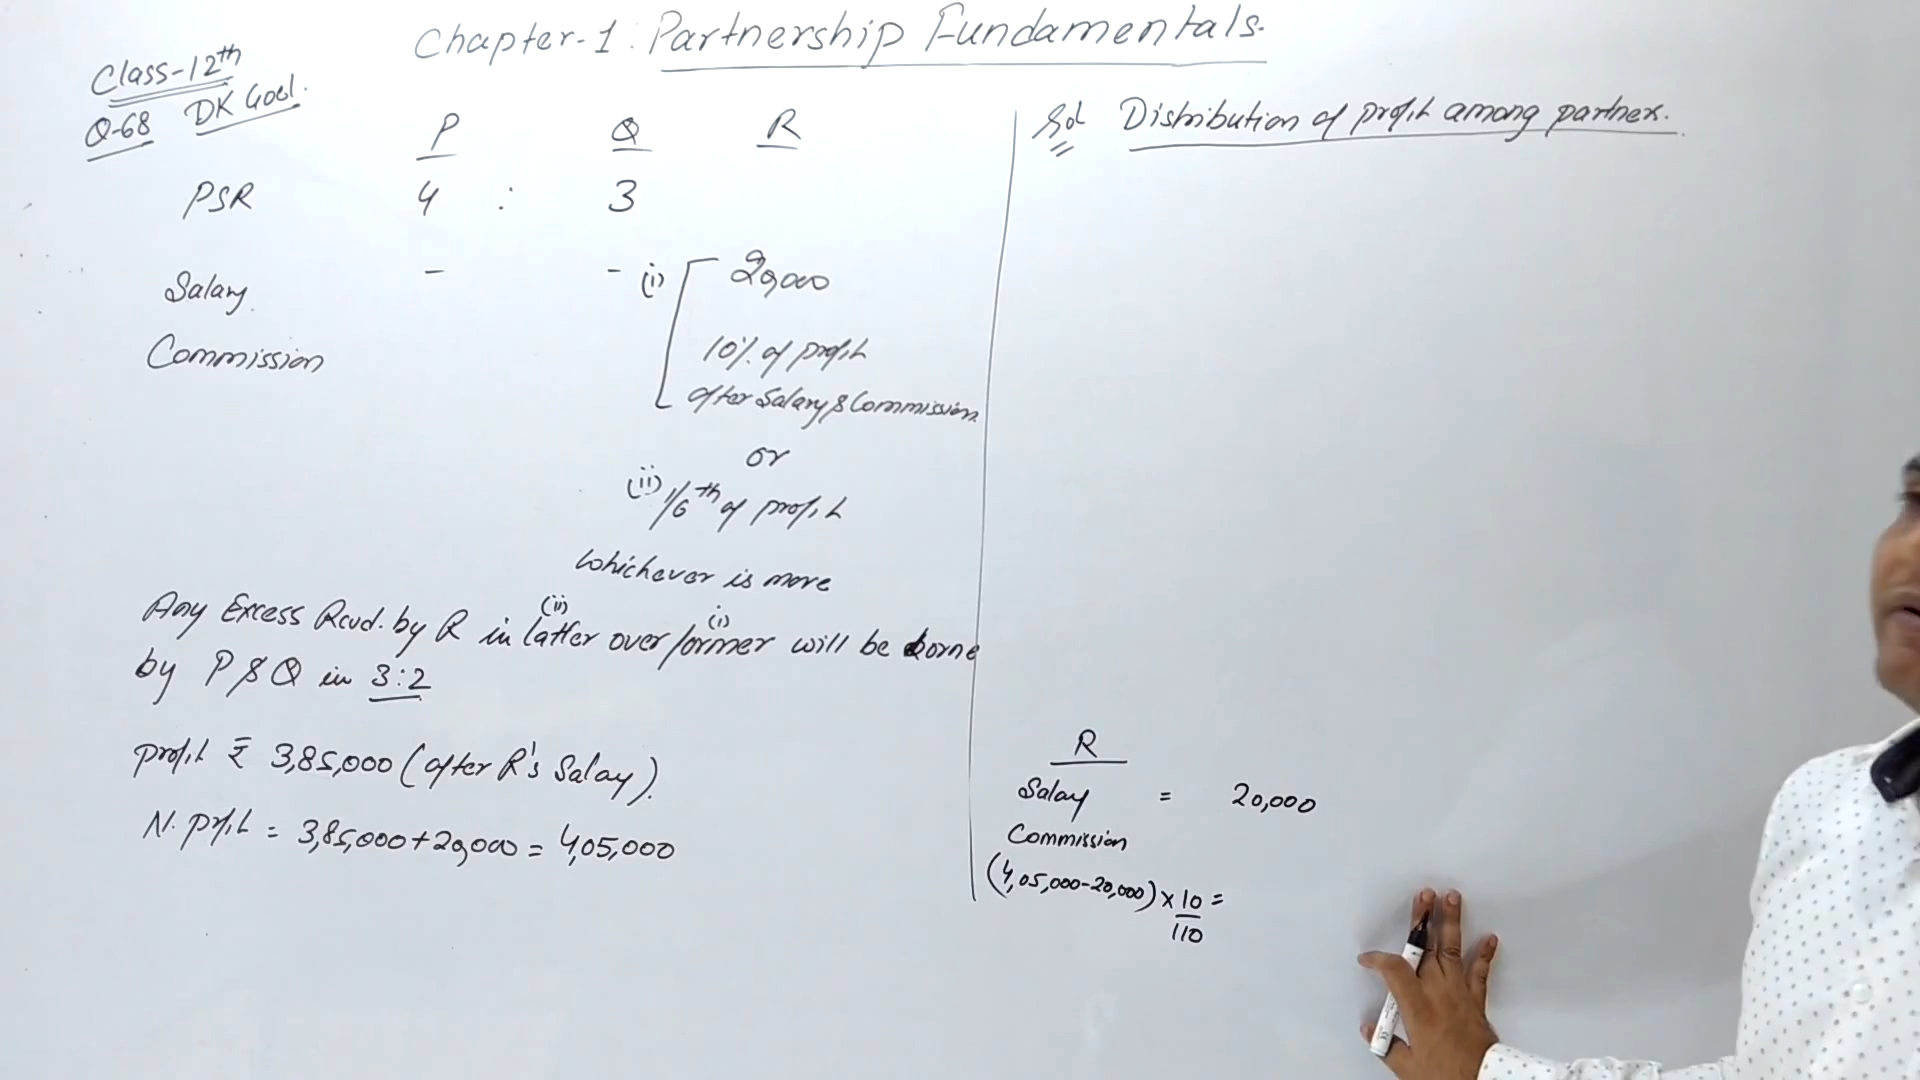 Chapter-1: Partnership Fundamentals.
Class-12th
Q-68 DK Goel.
P Q R
PSR 4 : 3
Salary - - (i) 20,000
Commission 10% of profit
after Salary & Commission
or
(ii) 1/6th of profit
Whichever is more
Any Excess Rcvd. by R in latter (ii) over former (i) will be borne
by P & Q in 3:2
Profit ₹ 3,85,000 (after R's Salay).
N. profit = 3,85,000 + 20,000 = 4,05,000
Sol Distribution of profit among partners.
R
Salay = 20,000
Commission
(4,05,000-20,000) × 10/110 =